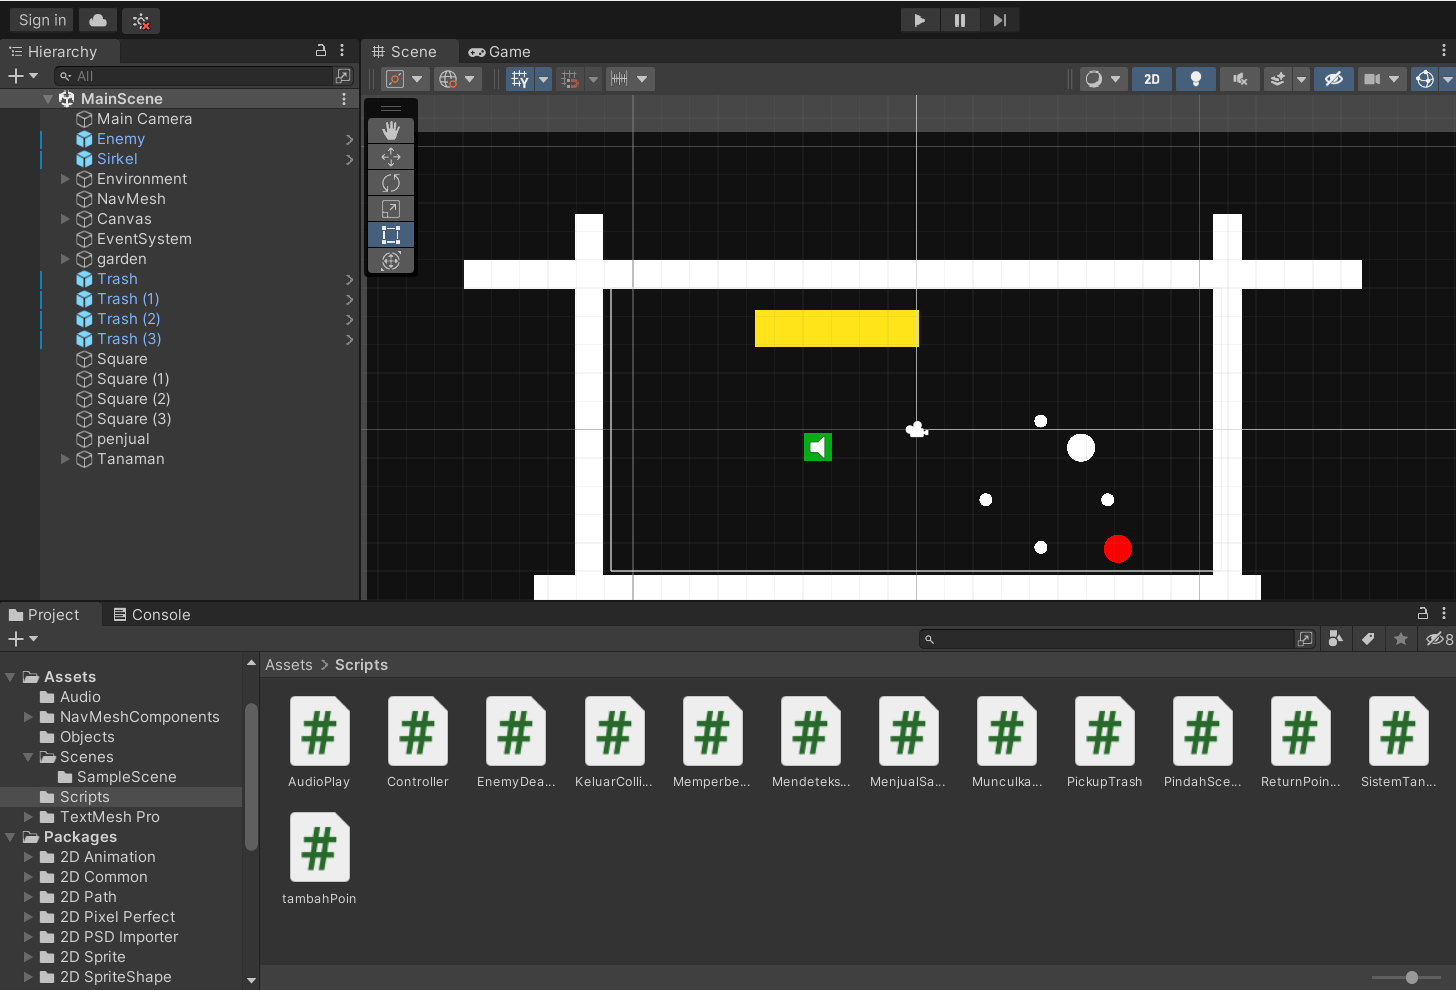 Sign in
Hierarchy
All
MainScene
Main Camera
Enemy
Sirkel
Environment
NavMesh
Canvas
EventSystem
garden
Trash
Trash (1)
Trash (2)
Trash (3)
Square
Square (1)
Square (2)
Square (3)
penjual
Tanaman
Scene
Game
Y
2D
Project
Console
8
Assets
Audio
NavMeshComponents
Objects
Scenes
SampleScene
Scripts
TextMesh Pro
Packages
2D Animation
2D Common
2D Path
2D Pixel Perfect
2D PSD Importer
2D Sprite
2D SpriteShape
Assets > Scripts
# # # # # # # # # # # #
AudioPlay Controller EnemyDea... KeluarColli... Memperbe... Mendeteks... MenjualSa... Munculka... PickupTrash PindahSce... ReturnPoin... SistemTan...
#
tambahPoin